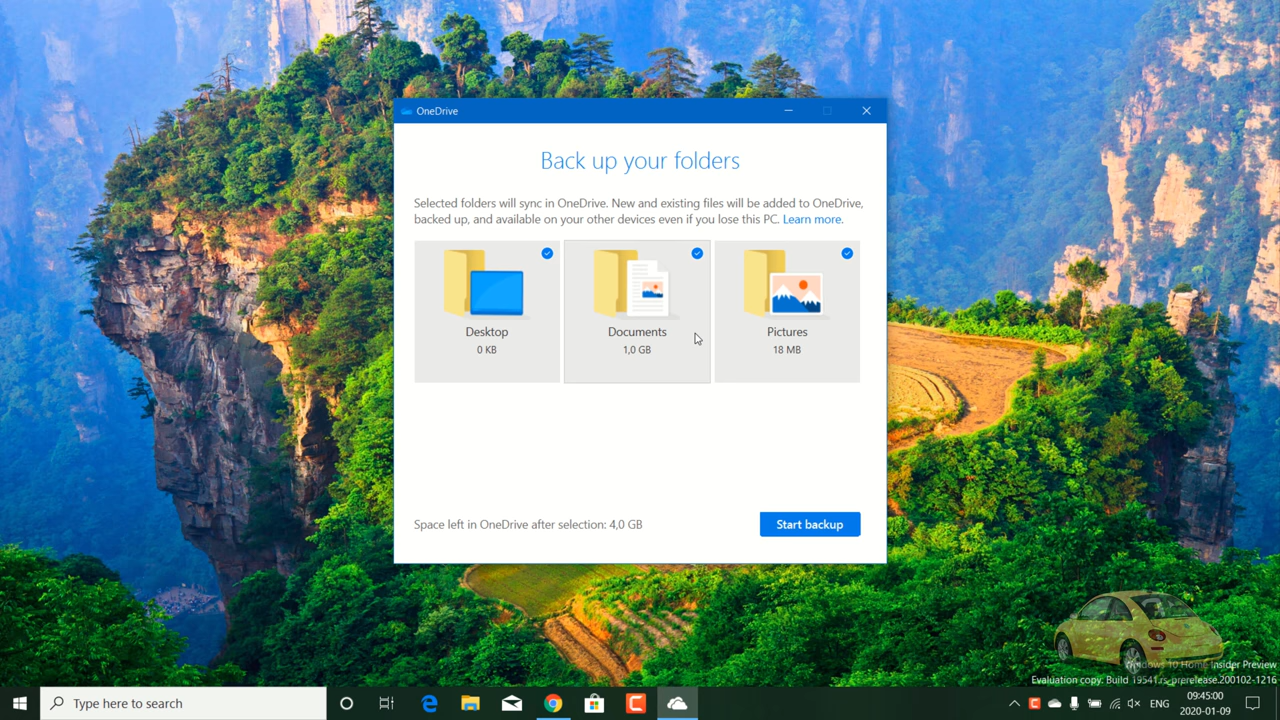 OneDrive
Back up your folders
Selected folders will sync in OneDrive. New and existing files will be added to OneDrive,
backed up, and available on your other devices even if you lose this PC. Learn more.
Desktop
0 KB
Documents
1,0 GB
Pictures
18 MB
Space left in OneDrive after selection: 4,0 GB
Start backup
Windows 10 Home Insider Preview
Evaluation copy. Build 19541.rs-prerelease.200102-1216
Type here to search
ENG
09:45:00
2020-01-09